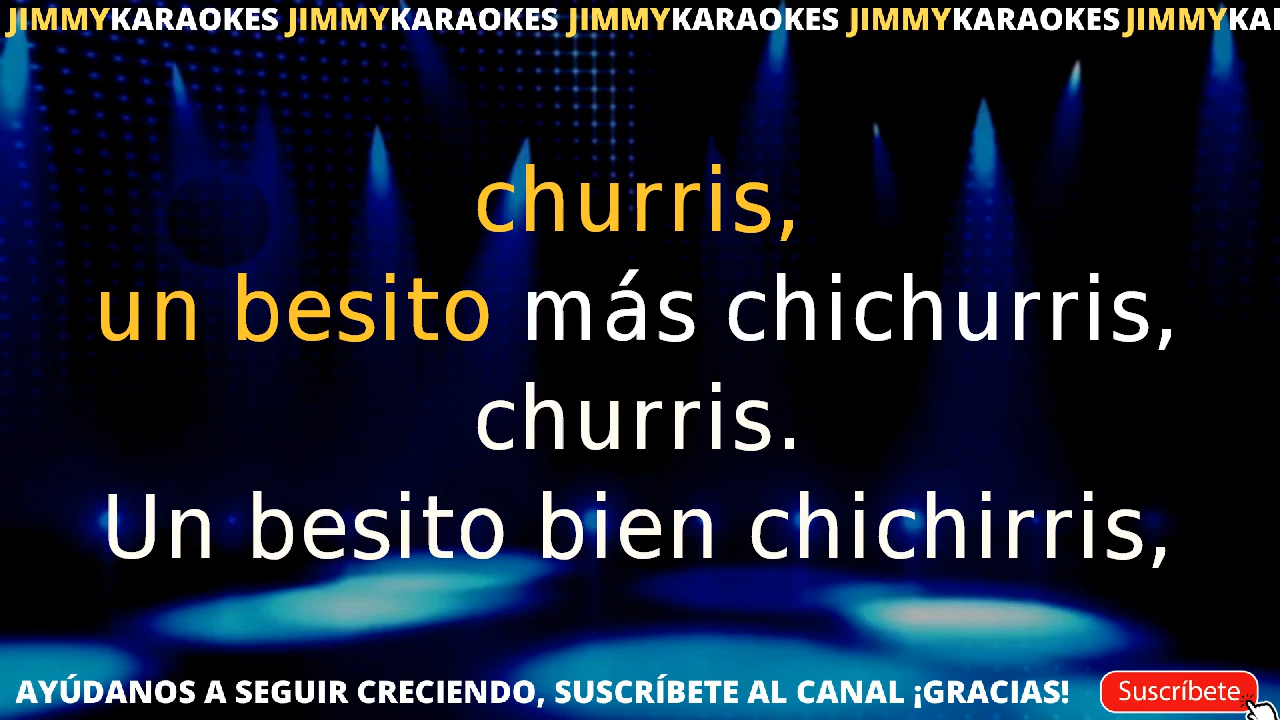 JIMMYKARAOKES JIMMYKARAOKES JIMMYKARAOKES JIMMYKARAOKES JIMMYKA
churris,
un besito más chichurris,
churris.
Un besito bien chichirris,
AYÚDANOS A SEGUIR CRECIENDO, SUSCRÍBETE AL CANAL ¡GRACIAS! Suscríbete